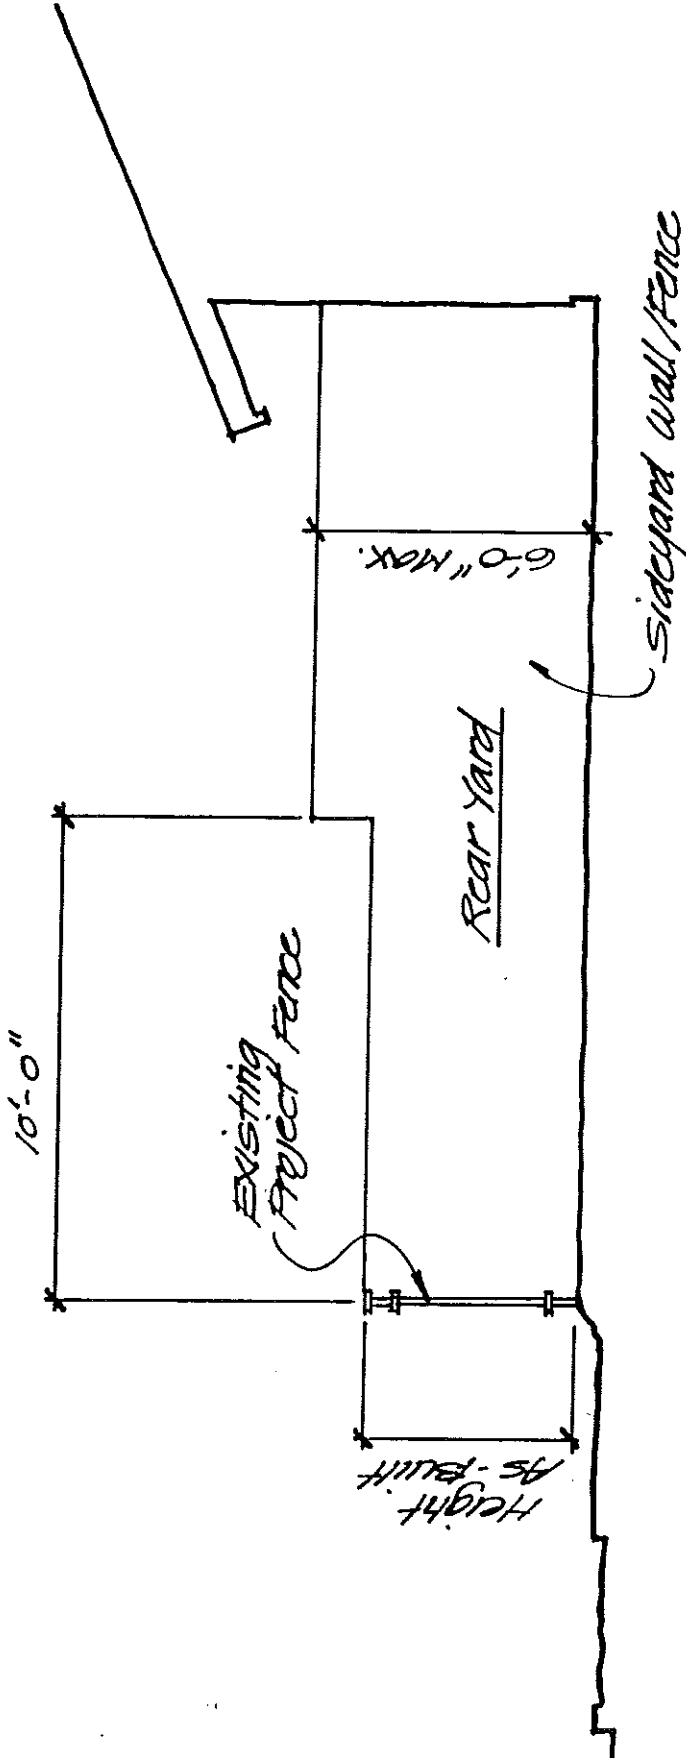 10'-0"
Existing
Project Fence
6'-0" Max.
Rear Yard
Height
As-Built
Sideyard Wall/Fence